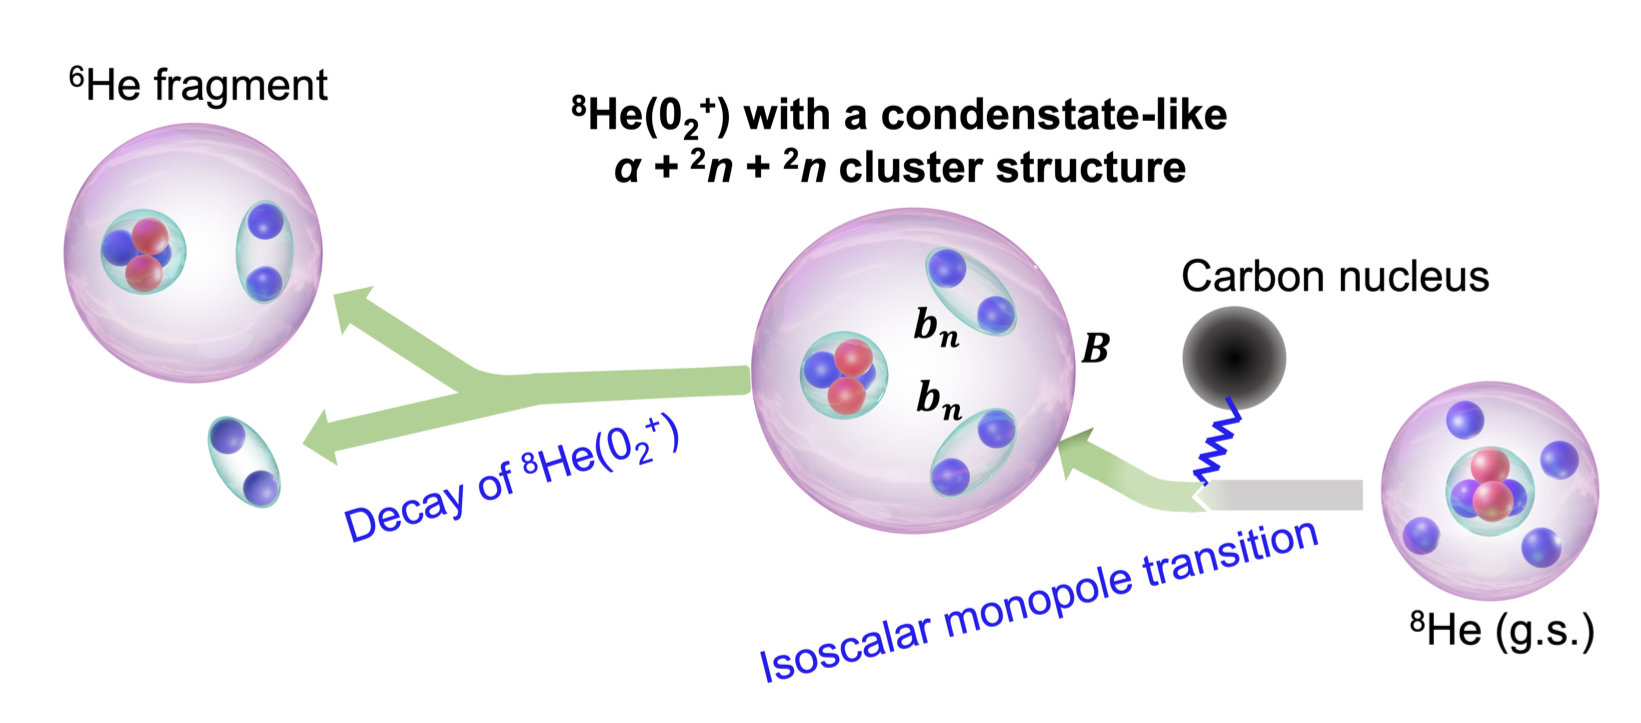 ⁶He fragment
⁸He(0₂⁺) with a condenstate-like
α + ²n + ²n cluster structure
Carbon nucleus
bₙ
B
bₙ
Decay of ⁸He(0₂⁺)
Isoscalar monopole transition
⁸He (g.s.)